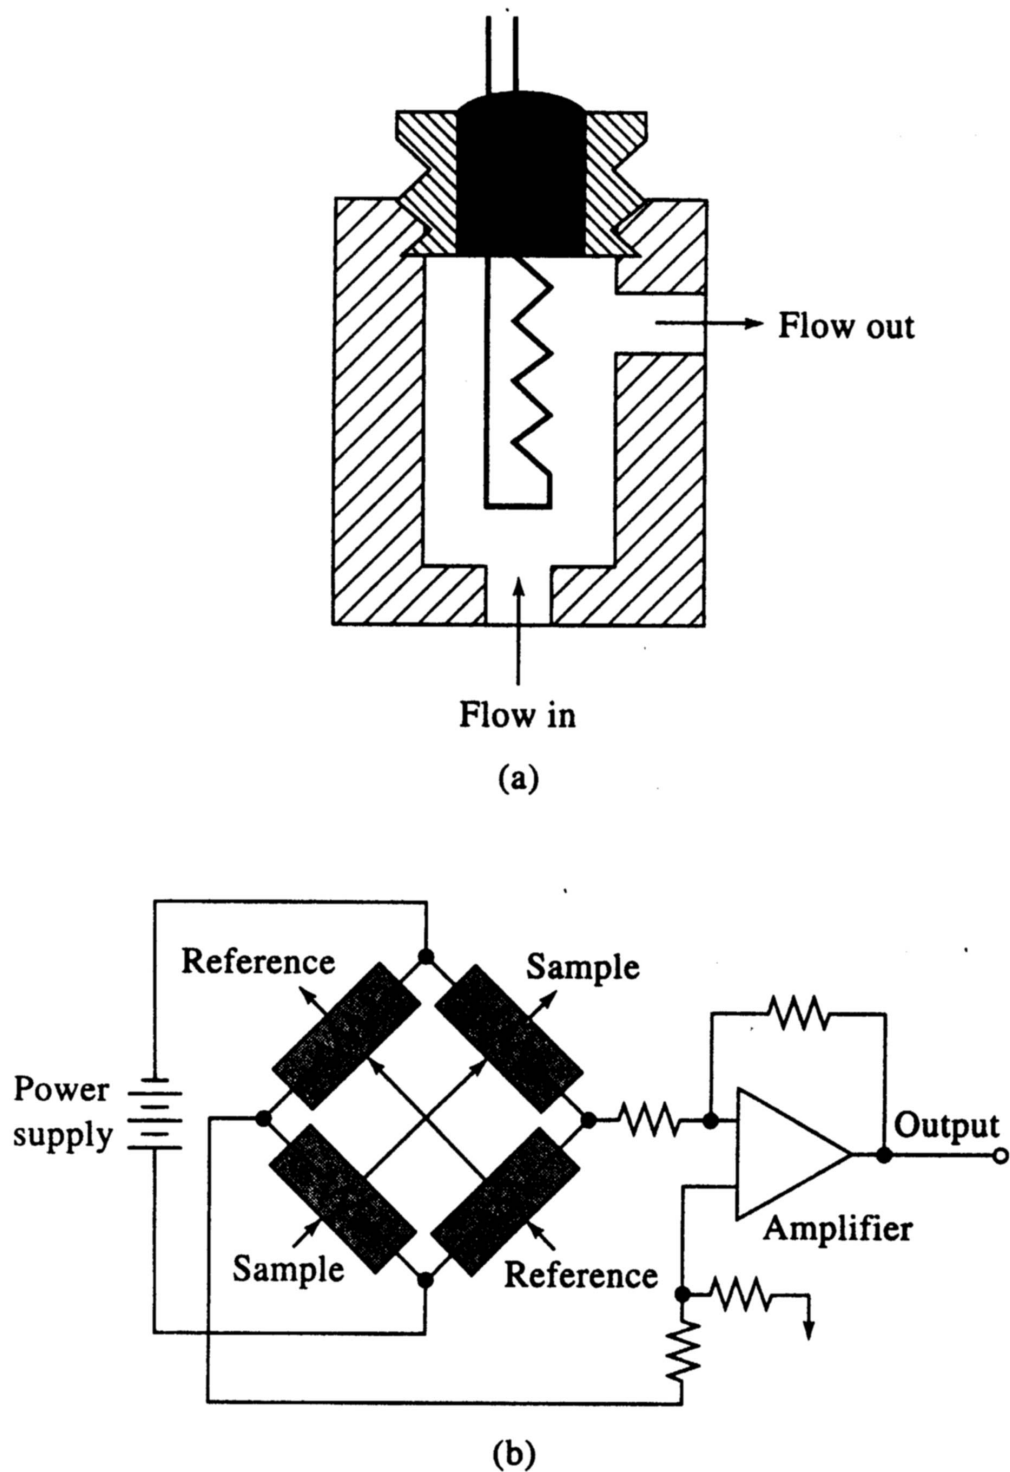 Flow out
Flow in
(a)
Reference
Sample
Power
supply
Output
Amplifier
Sample
Reference
(b)